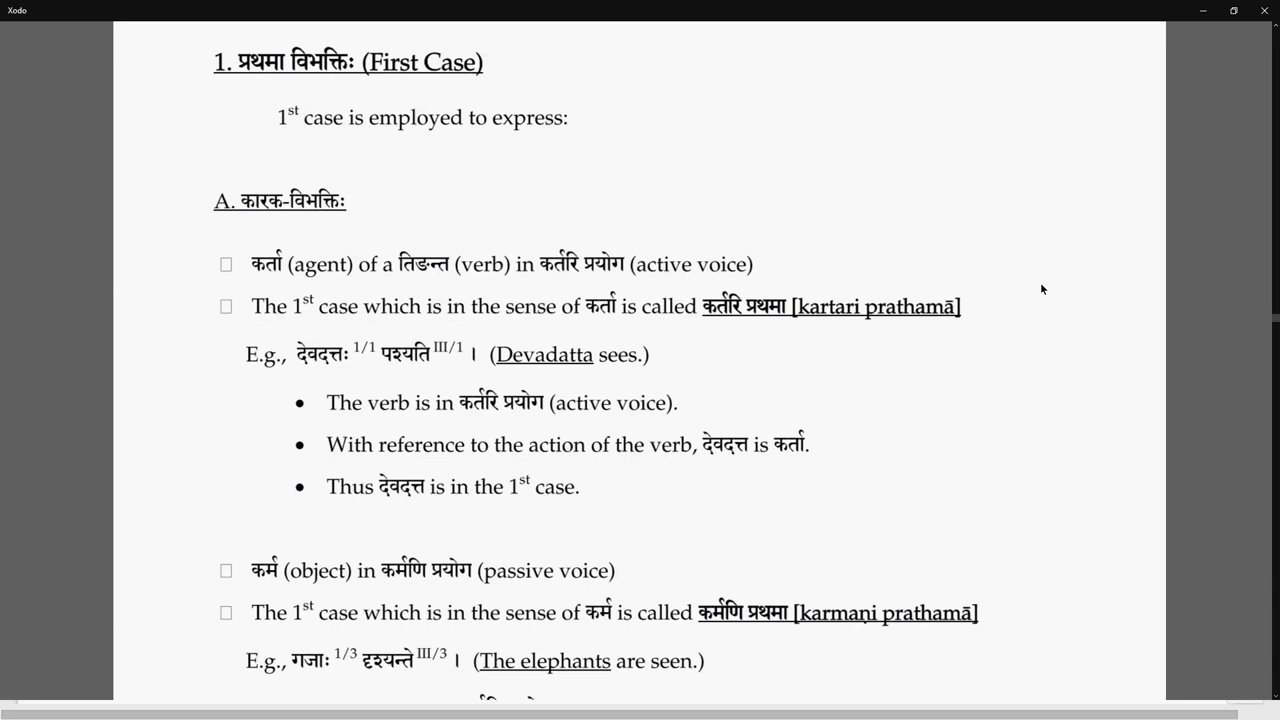 Xodo
1. प्रथमा विभक्तिः (First Case)
1st case is employed to express:
A. कारक-विभक्तिः
कर्ता (agent) of a तिङन्त (verb) in कर्तरि प्रयोग (active voice)
The 1st case which is in the sense of कर्ता is called कर्तरि प्रथमा [kartari prathamā]
E.g., देवदत्तः 1/1 पश्यति III/1 । (Devadatta sees.)
• The verb is in कर्तरि प्रयोग (active voice).
• With reference to the action of the verb, देवदत्त is कर्ता.
• Thus देवदत्त is in the 1st case.
कर्म (object) in कर्मणि प्रयोग (passive voice)
The 1st case which is in the sense of कर्म is called कर्मणि प्रथमा [karmaṇi prathamā]
E.g., गजाः 1/3 दृश्यन्ते III/3 । (The elephants are seen.)